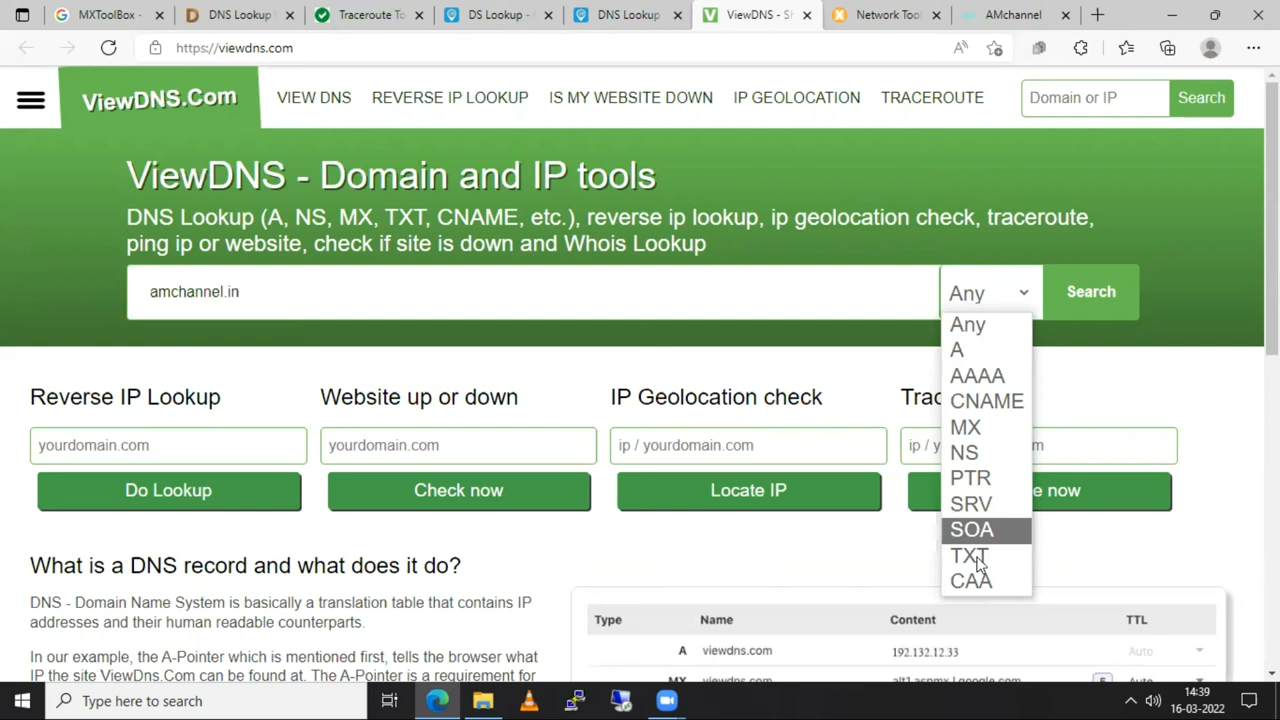 MXToolBox -
DNS Lookup
Traceroute To
DS Lookup -
DNS Lookup
ViewDNS - Sh
Network Tool
AMchannel
https://viewdns.com
ViewDNS.Com
VIEW DNS
REVERSE IP LOOKUP
IS MY WEBSITE DOWN
IP GEOLOCATION
TRACEROUTE
Domain or IP
Search
ViewDNS - Domain and IP tools
DNS Lookup (A, NS, MX, TXT, CNAME, etc.), reverse ip lookup, ip geolocation check, traceroute,
ping ip or website, check if site is down and Whois Lookup
amchannel.in
Any
Search
Any
A
AAAA
CNAME
MX
NS
PTR
SRV
SOA
TXT
CAA
Reverse IP Lookup
Website up or down
IP Geolocation check
Trac
yourdomain.com
yourdomain.com
ip / yourdomain.com
ip / y
m
Do Lookup
Check now
Locate IP
e now
What is a DNS record and what does it do?
DNS - Domain Name System is basically a translation table that contains IP
addresses and their human readable counterparts.
In our example, the A-Pointer which is mentioned first, tells the browser what
IP the site ViewDns.Com can be found at. The A-Pointer is a requirement for
Type
Name
Content
TTL
A
viewdns.com
192.132.12.33
Auto
MX
viewdns.com
Auto
Type here to search
14:39
16-03-2022